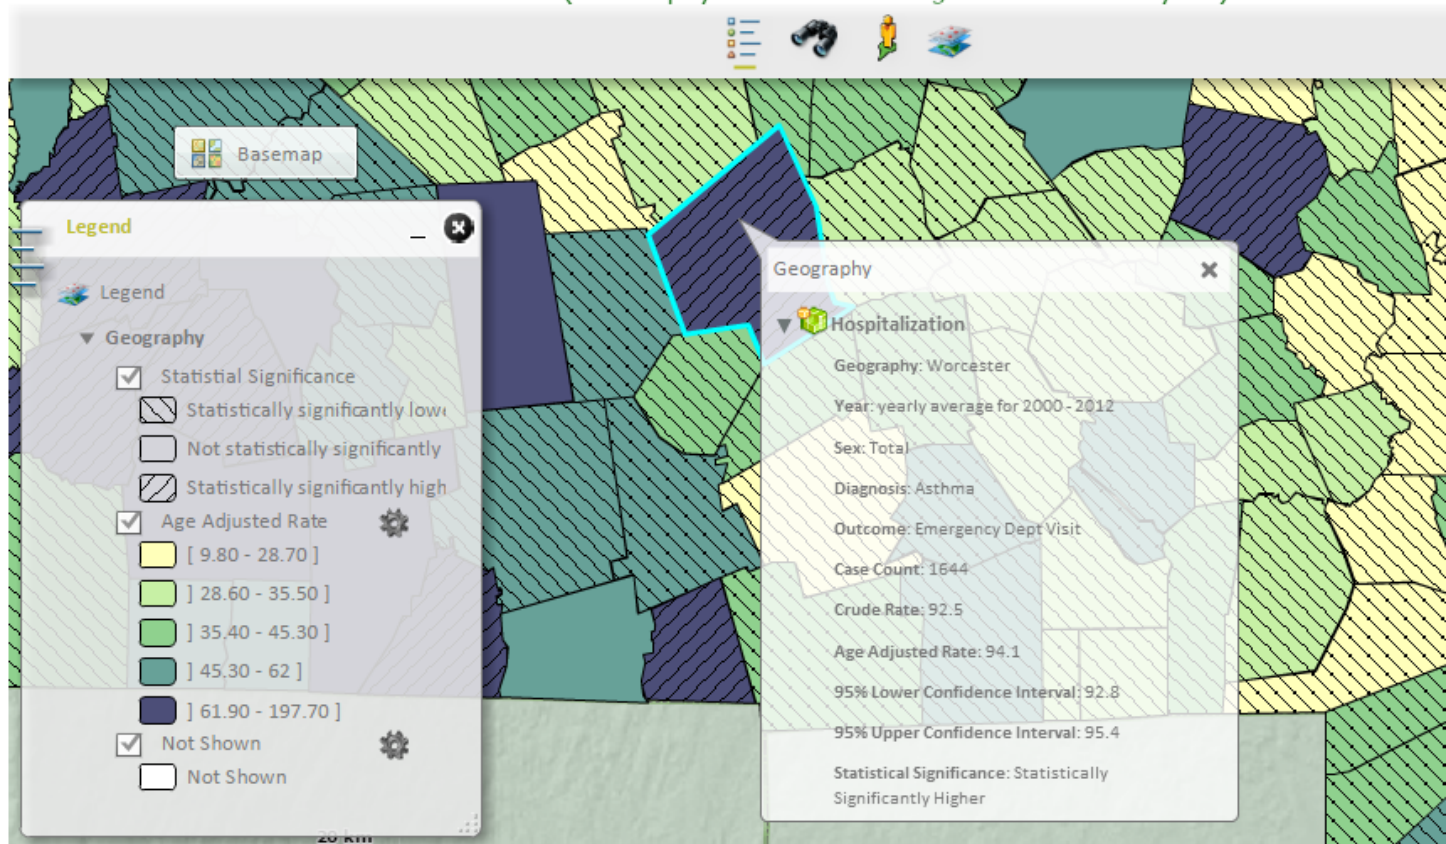 Basemap
Legend
Legend
Geography
Statistial Significance
Statistically significantly low
Not statistically significantly
Statistically significantly high
Age Adjusted Rate
[ 9.80 - 28.70 ]
] 28.60 - 35.50 ]
] 35.40 - 45.30 ]
] 45.30 - 62 ]
] 61.90 - 197.70 ]
Not Shown
Not Shown
20 km
Geography
Hospitalization
Geography: Worcester
Year: yearly average for 2000 - 2012
Sex: Total
Diagnosis: Asthma
Outcome: Emergency Dept Visit
Case Count: 1644
Crude Rate: 92.5
Age Adjusted Rate: 94.1
95% Lower Confidence Interval: 92.8
95% Upper Confidence Interval: 95.4
Statistical Significance: Statistically
Significantly Higher